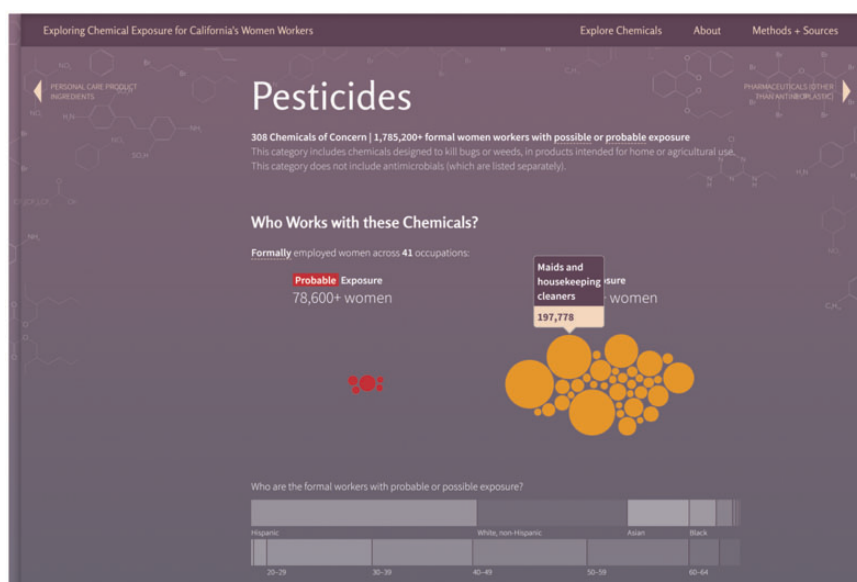 Exploring Chemical Exposure for California's Women Workers
Explore Chemicals
About
Methods + Sources
PERSONAL CARE PRODUCT
INGREDIENTS
PHARMACEUTICALS (OTHER
THAN ANTINEOPLASTIC)
Pesticides
308 Chemicals of Concern | 1,785,200+ formal women workers with possible or probable exposure
This category includes chemicals designed to kill bugs or weeds, in products intended for home or agricultural use.
This category does not include antimicrobials (which are listed separately).
Who Works with these Chemicals?
Formally employed women across 41 occupations:
Probable Exposure
78,600+ women
Maids and
housekeeping
cleaners
197,778
women
Who are the formal workers with probable or possible exposure?
Hispanic
White, non-Hispanic
Asian
Black
20–29
30–39
40–49
50–59
60–64